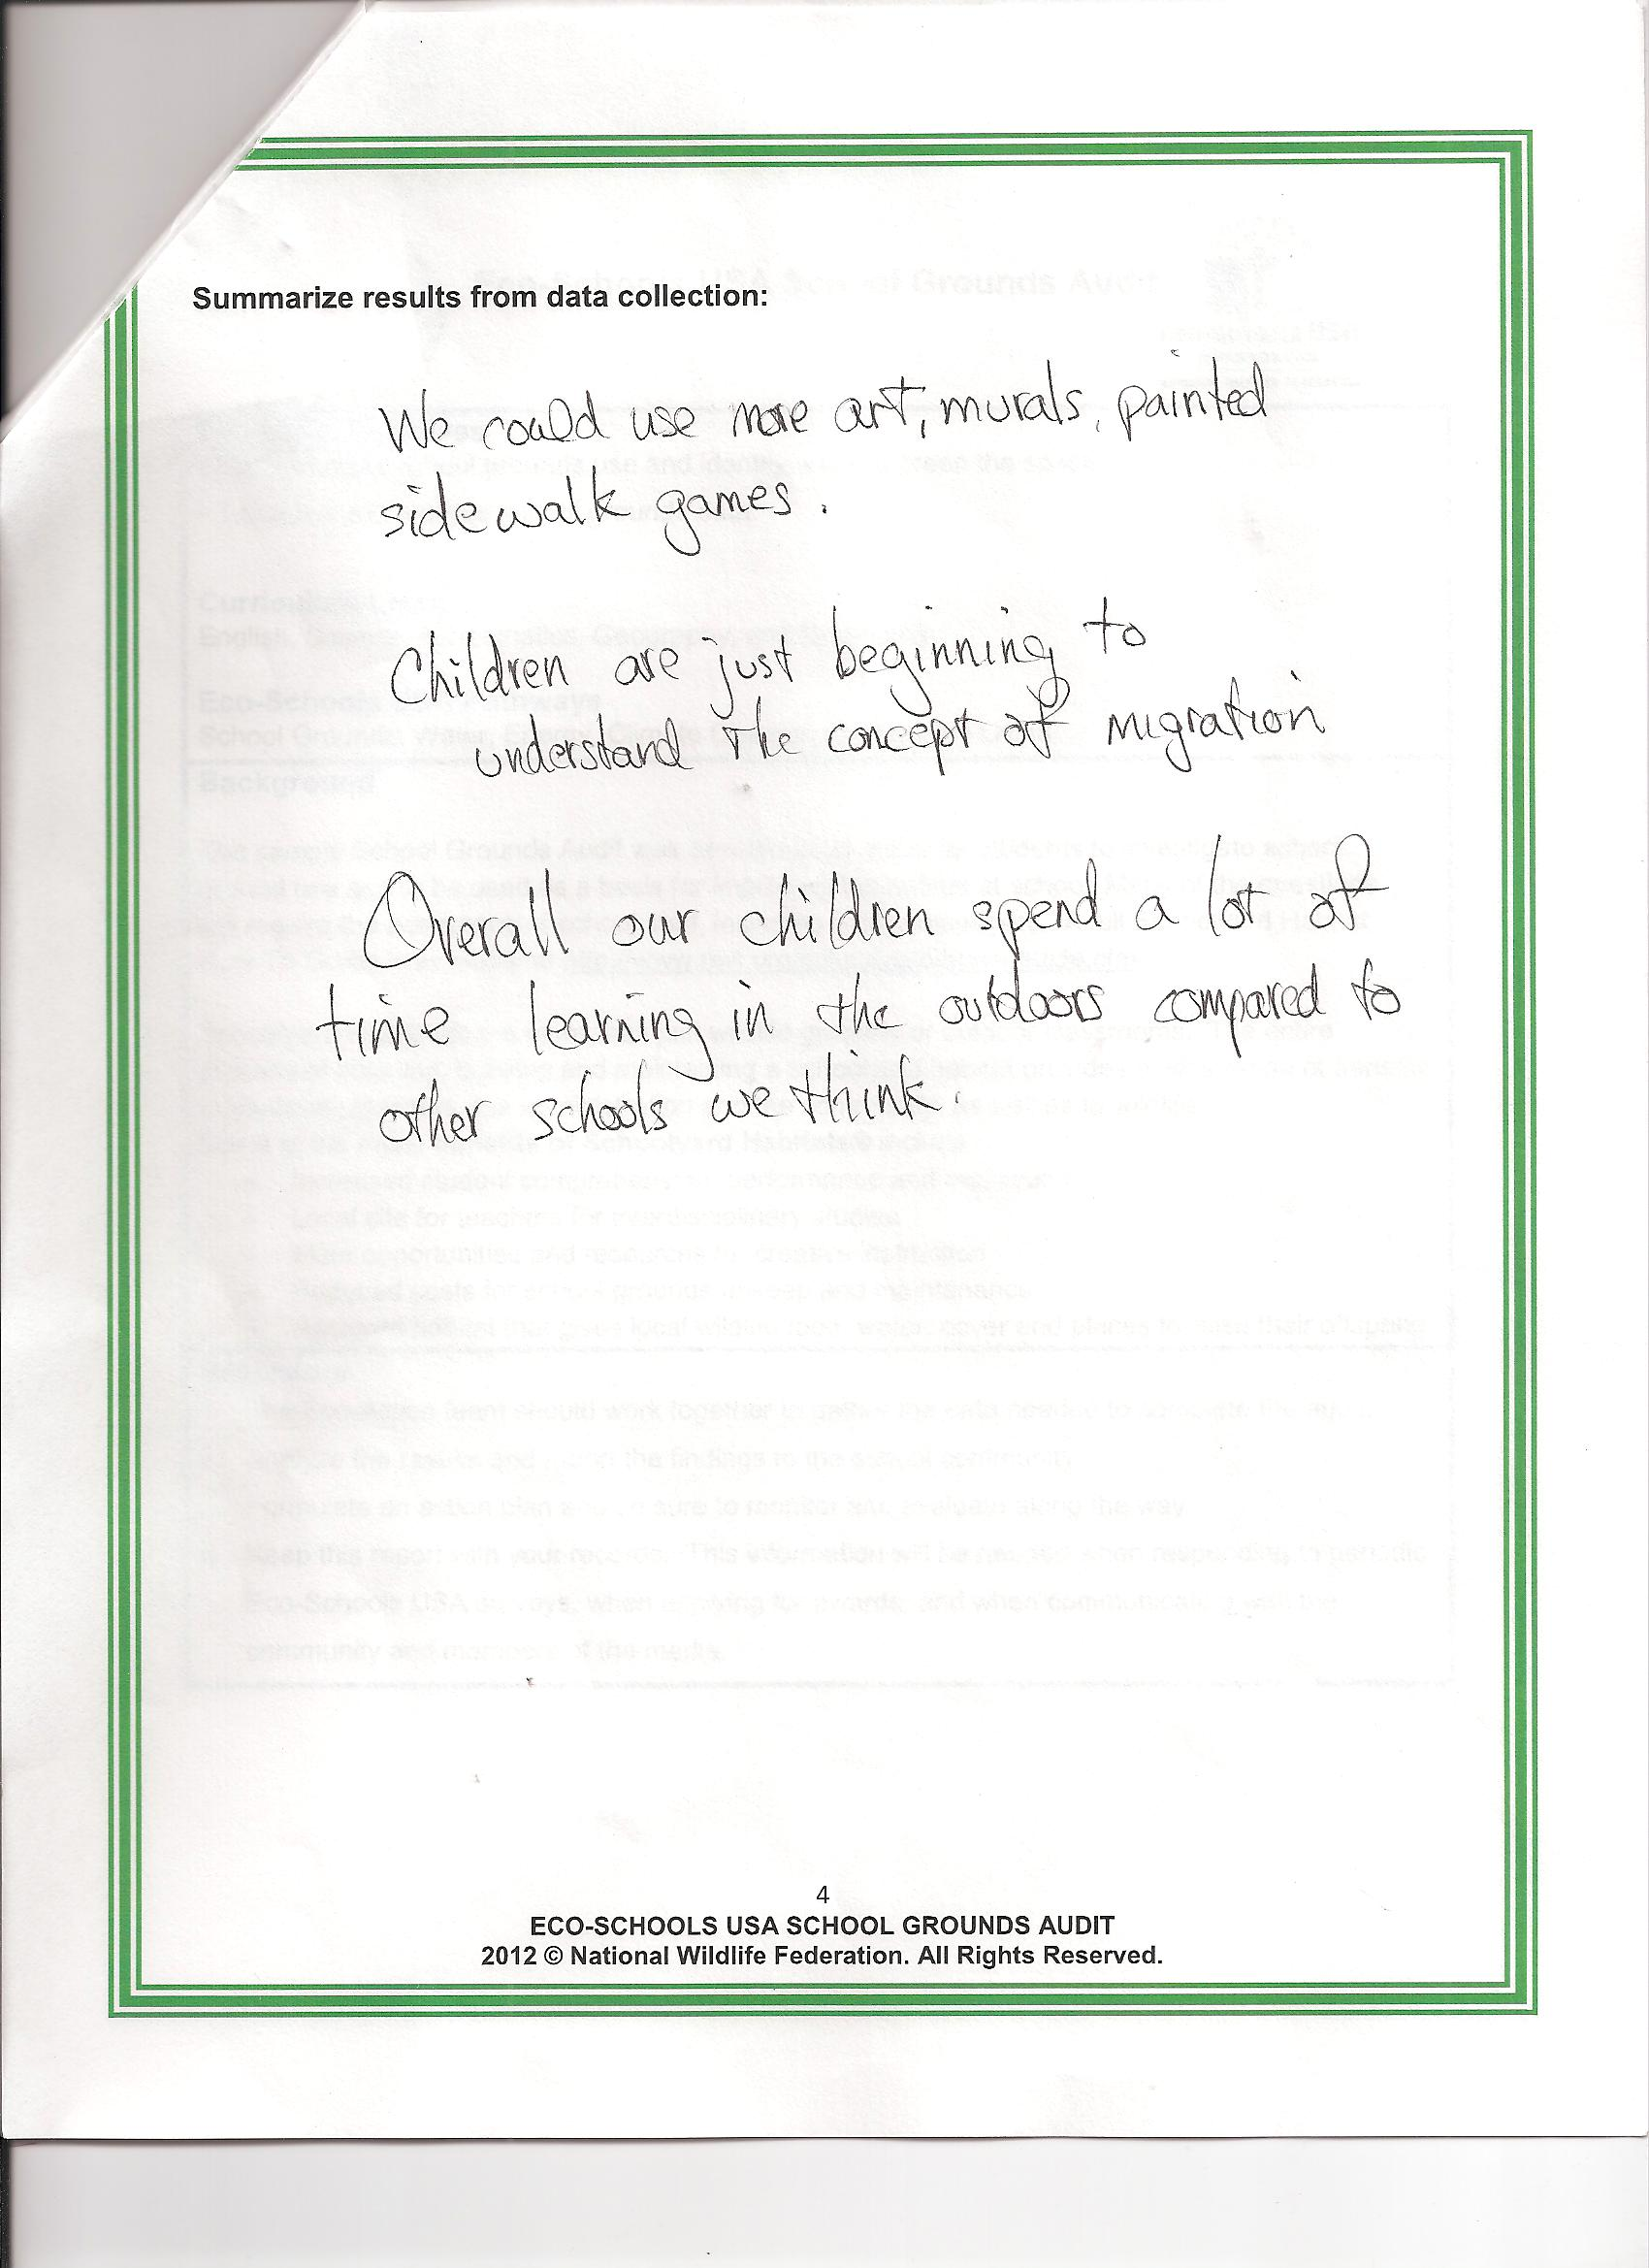 Summarize results from data collection:
We could use more art, murals, painted
sidewalk games.
Children are just beginning to
understand the concept of migration
Overall our children spend a lot of
time learning in the outdoors compared to
other schools we think.
4
ECO-SCHOOLS USA SCHOOL GROUNDS AUDIT
2012 © National Wildlife Federation. All Rights Reserved.